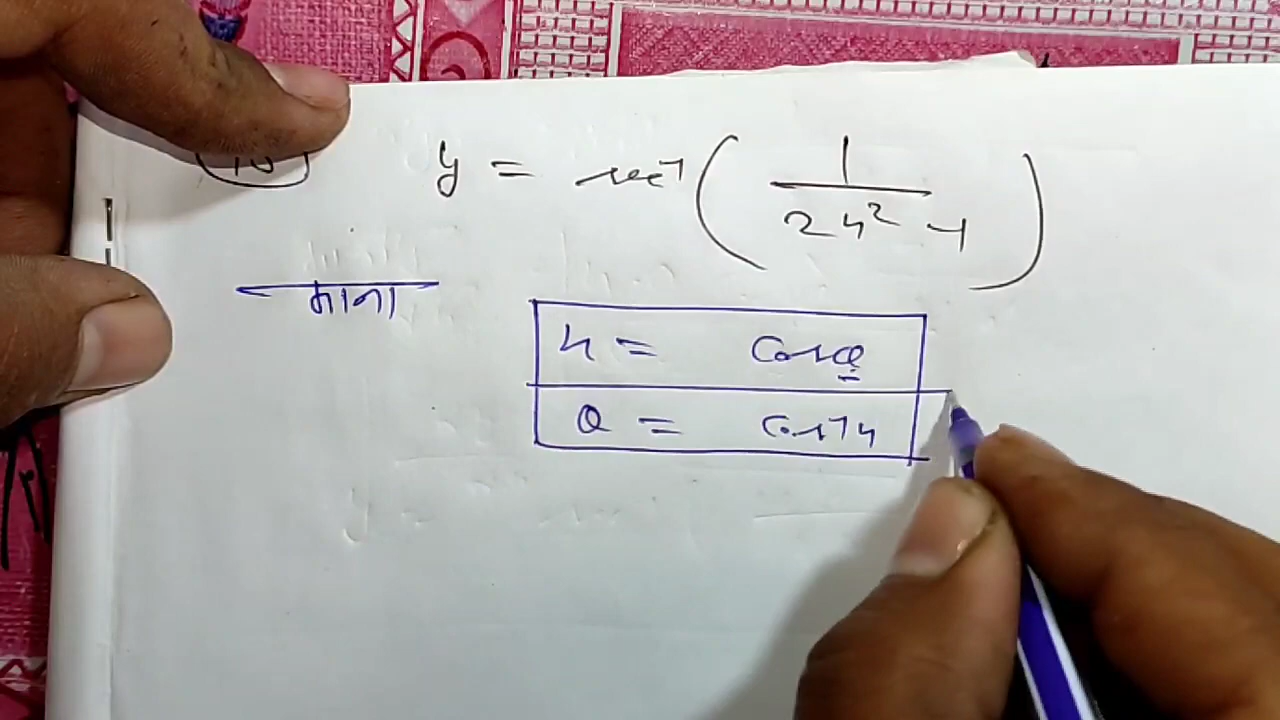 y = sec⁻¹ ( 1 / 2x² - 1 )
माना
x = cosθ
θ = cos⁻¹x